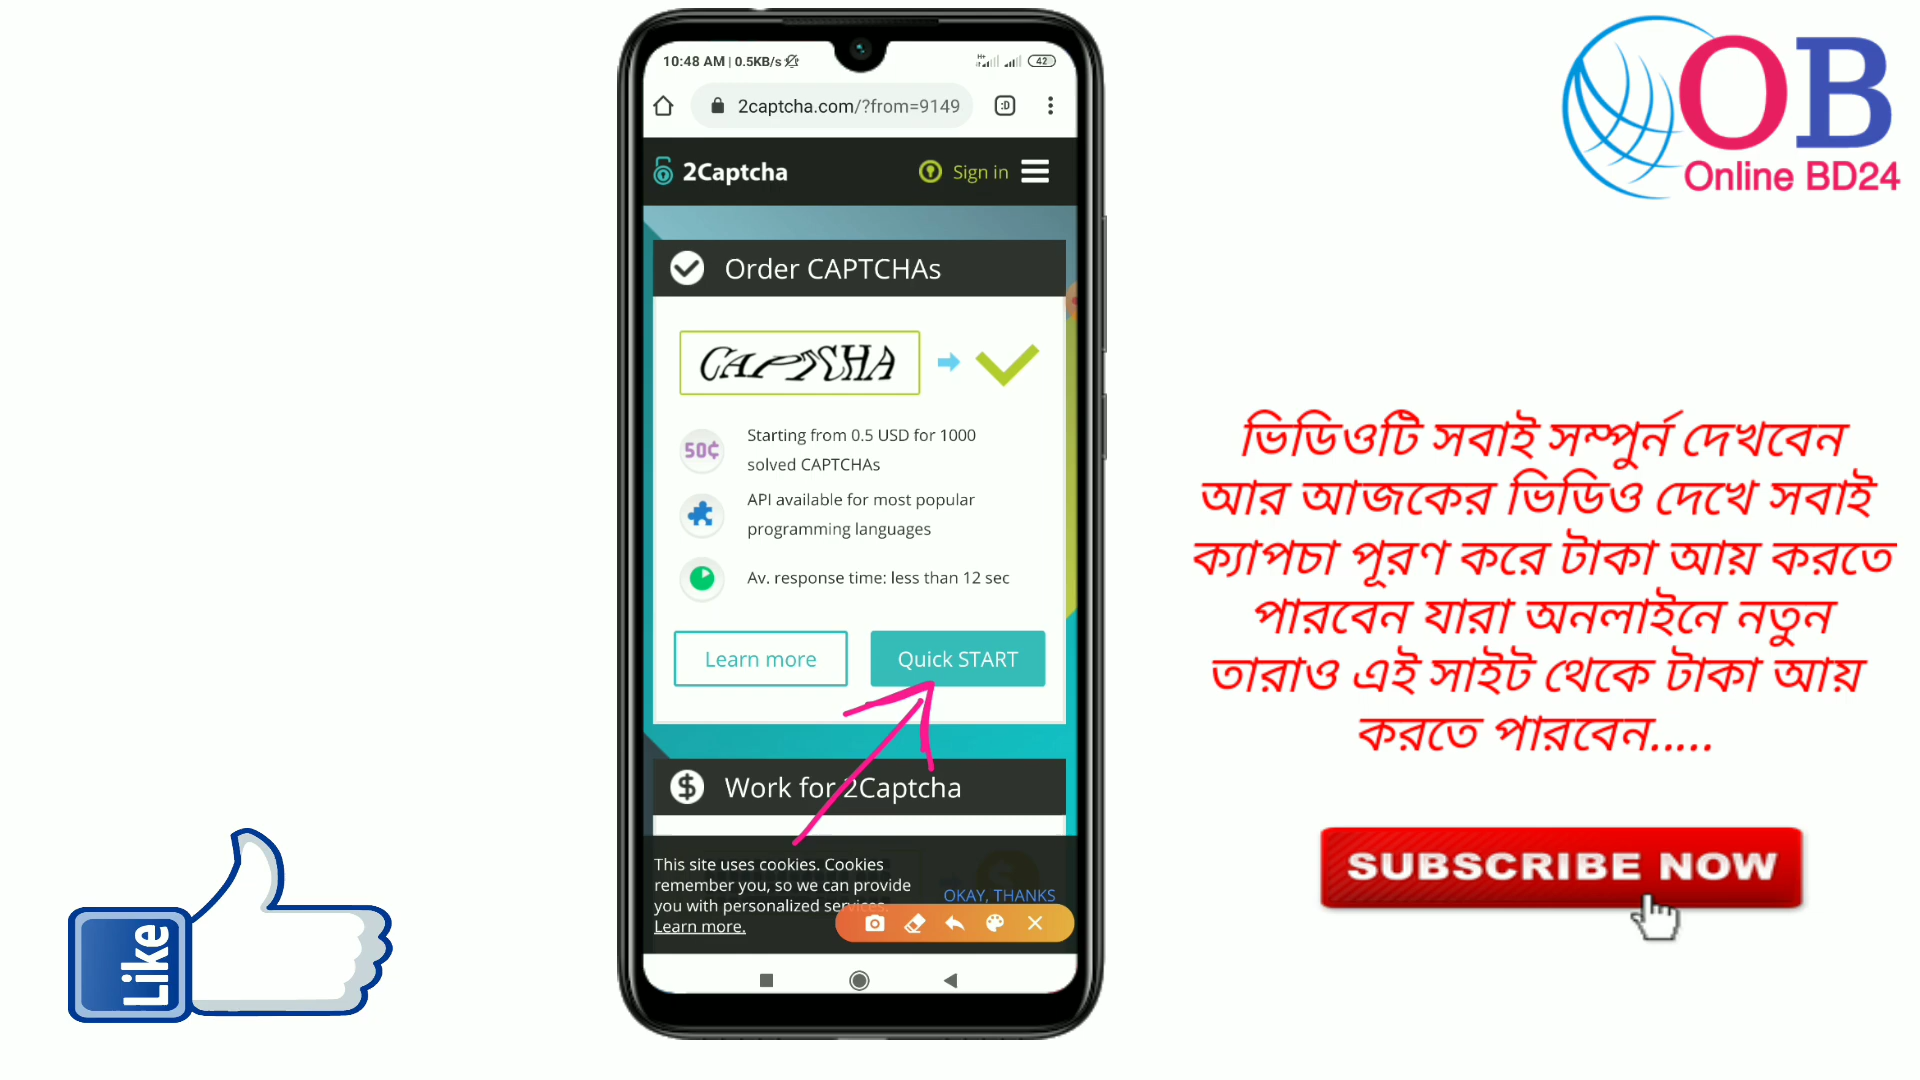 10:48 AM | 0.5KB/s
42
2captcha.com/?from=9149
:D
2Captcha
Sign in
Order CAPTCHAs
CAPTCHA
50¢
Starting from 0.5 USD for 1000
solved CAPTCHAs
API available for most popular
programming languages
Av. response time: less than 12 sec
Learn more
Quick START
Work for 2Captcha
This site uses cookies. Cookies
remember you, so we can provide
you with personalized services.
Learn more.
OKAY, THANKS
Like
OB
Online BD24
ভিডিওটি সবাই সম্পুর্ন দেখবেন
আর আজকের ভিডিও দেখে সবাই
ক্যাপচা পূরণ করে টাকা আয় করতে
পারবেন যারা অনলাইনে নতুন
তারাও এই সাইট থেকে টাকা আয়
করতে পারবেন.....
SUBSCRIBE NOW